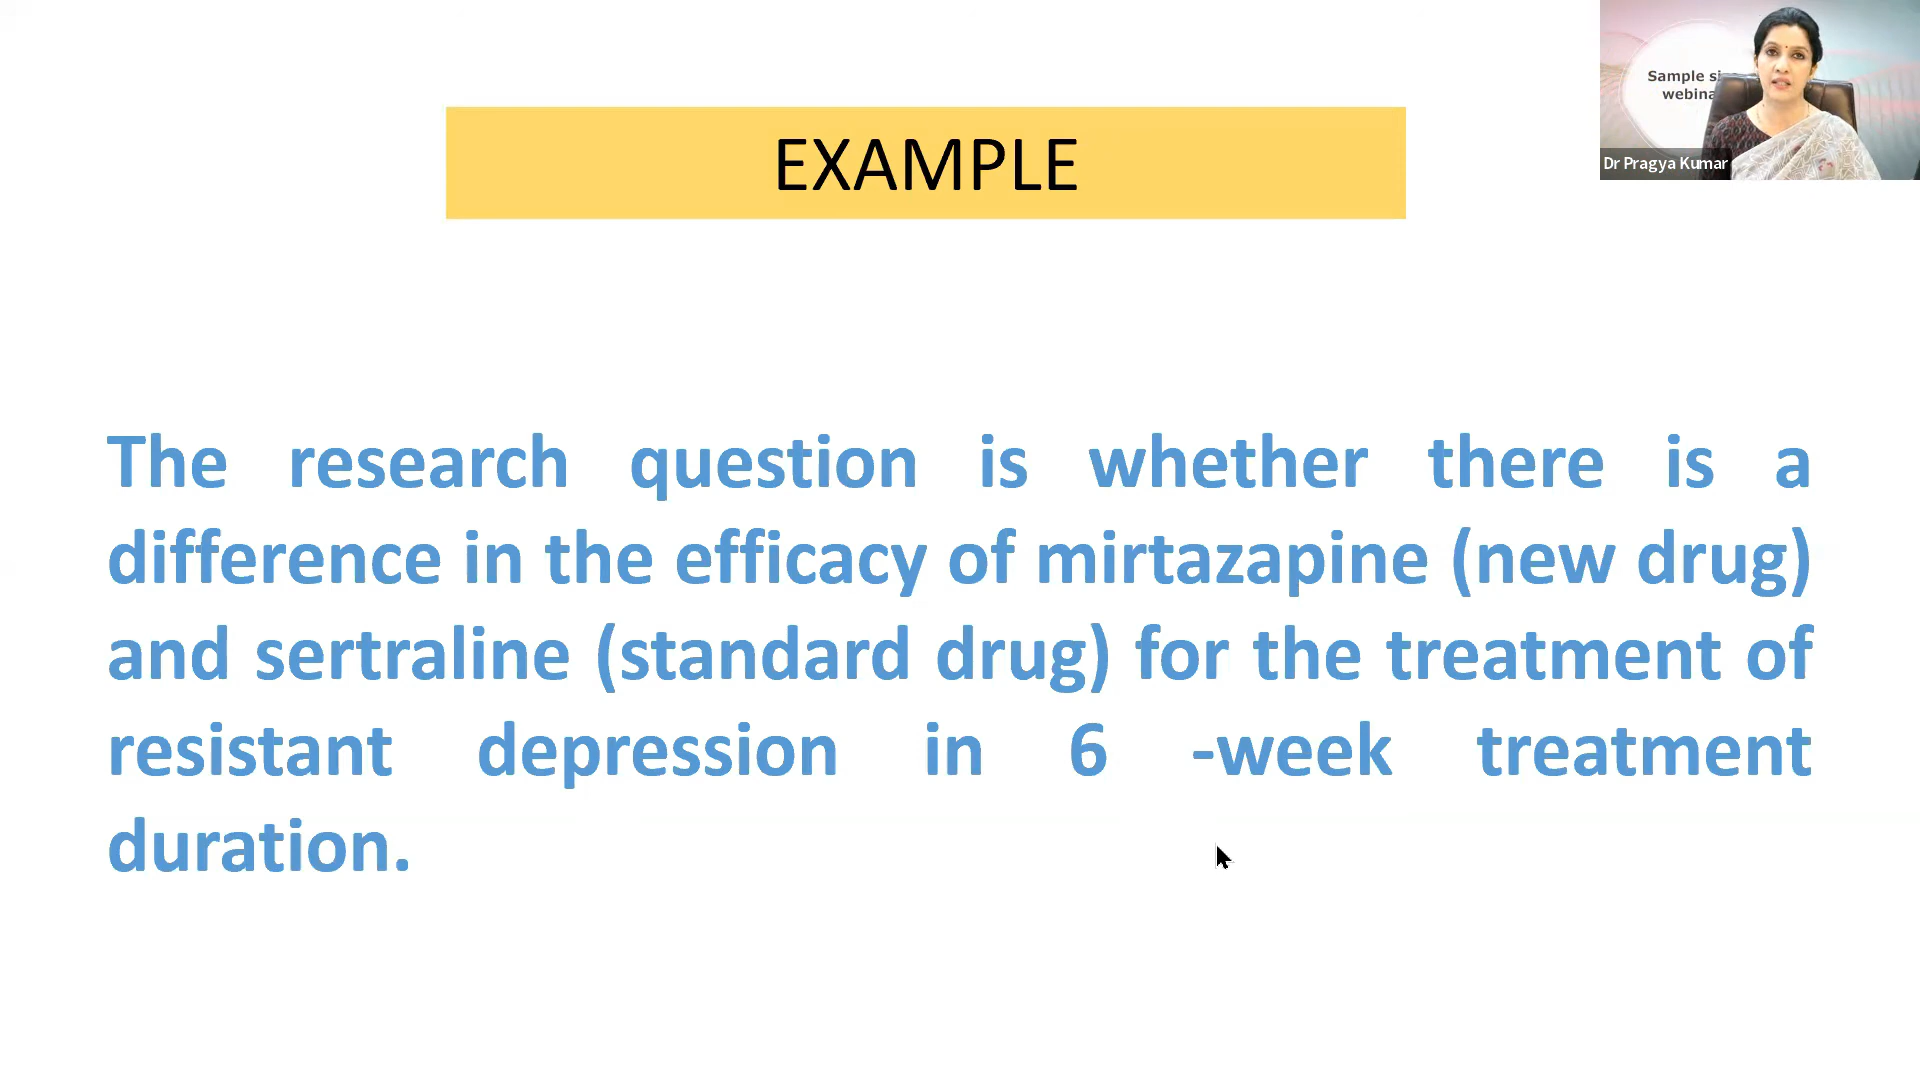 EXAMPLE
The research question is whether there is a
difference in the efficacy of mirtazapine (new drug)
and sertraline (standard drug) for the treatment of
resistant depression in 6 -week treatment
duration.
Sample
Dr Pragya Kumar